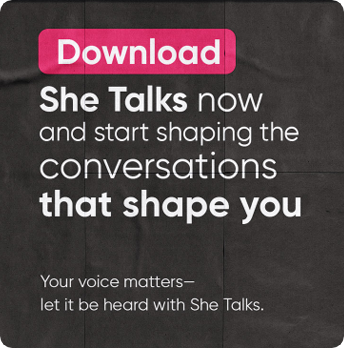 Download
She Talks now
and start shaping the
conversations
that shape you
Your voice matters—
let it be heard with She Talks.